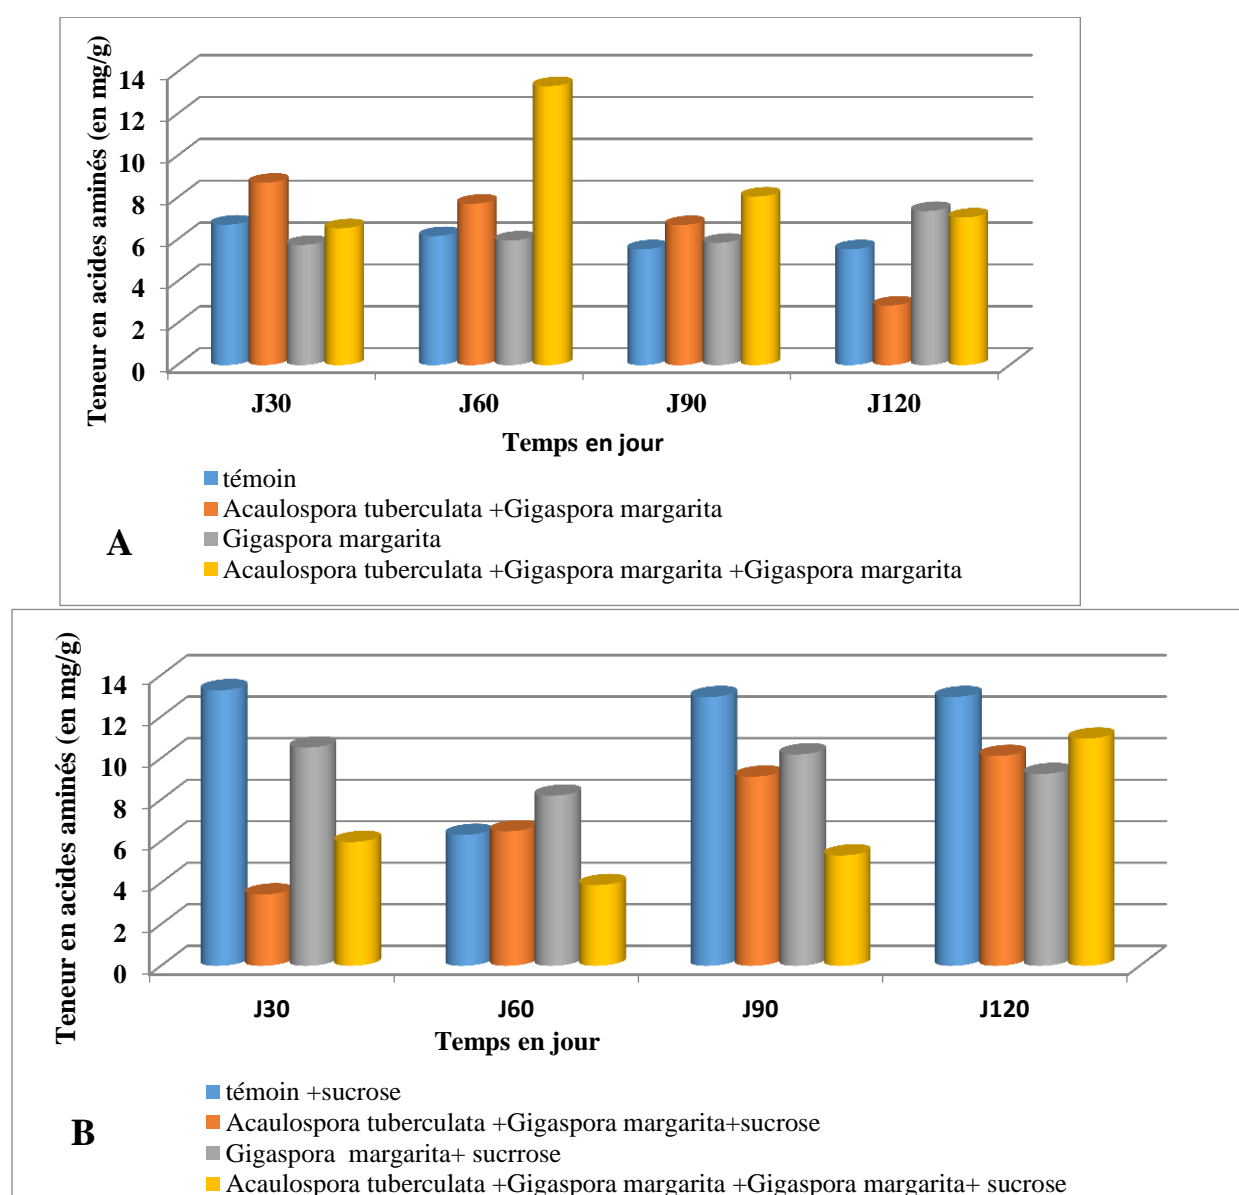 Teneur en acides aminés (en mg/g)
14
12
10
8
6
4
2
0
J30 J60 J90 J120
Temps en jour
témoin
Acaulospora tuberculata +Gigaspora margarita
Gigaspora margarita
Acaulospora tuberculata +Gigaspora margarita +Gigaspora margarita
A
Teneur en acides aminés (en mg/g)
14
12
10
8
6
4
2
0
J30 J60 J90 J120
Temps en jour
témoin +sucrose
Acaulospora tuberculata +Gigaspora margarita+sucrose
Gigaspora margarita+ sucrrose
Acaulospora tuberculata +Gigaspora margarita +Gigaspora margarita+ sucrose
B